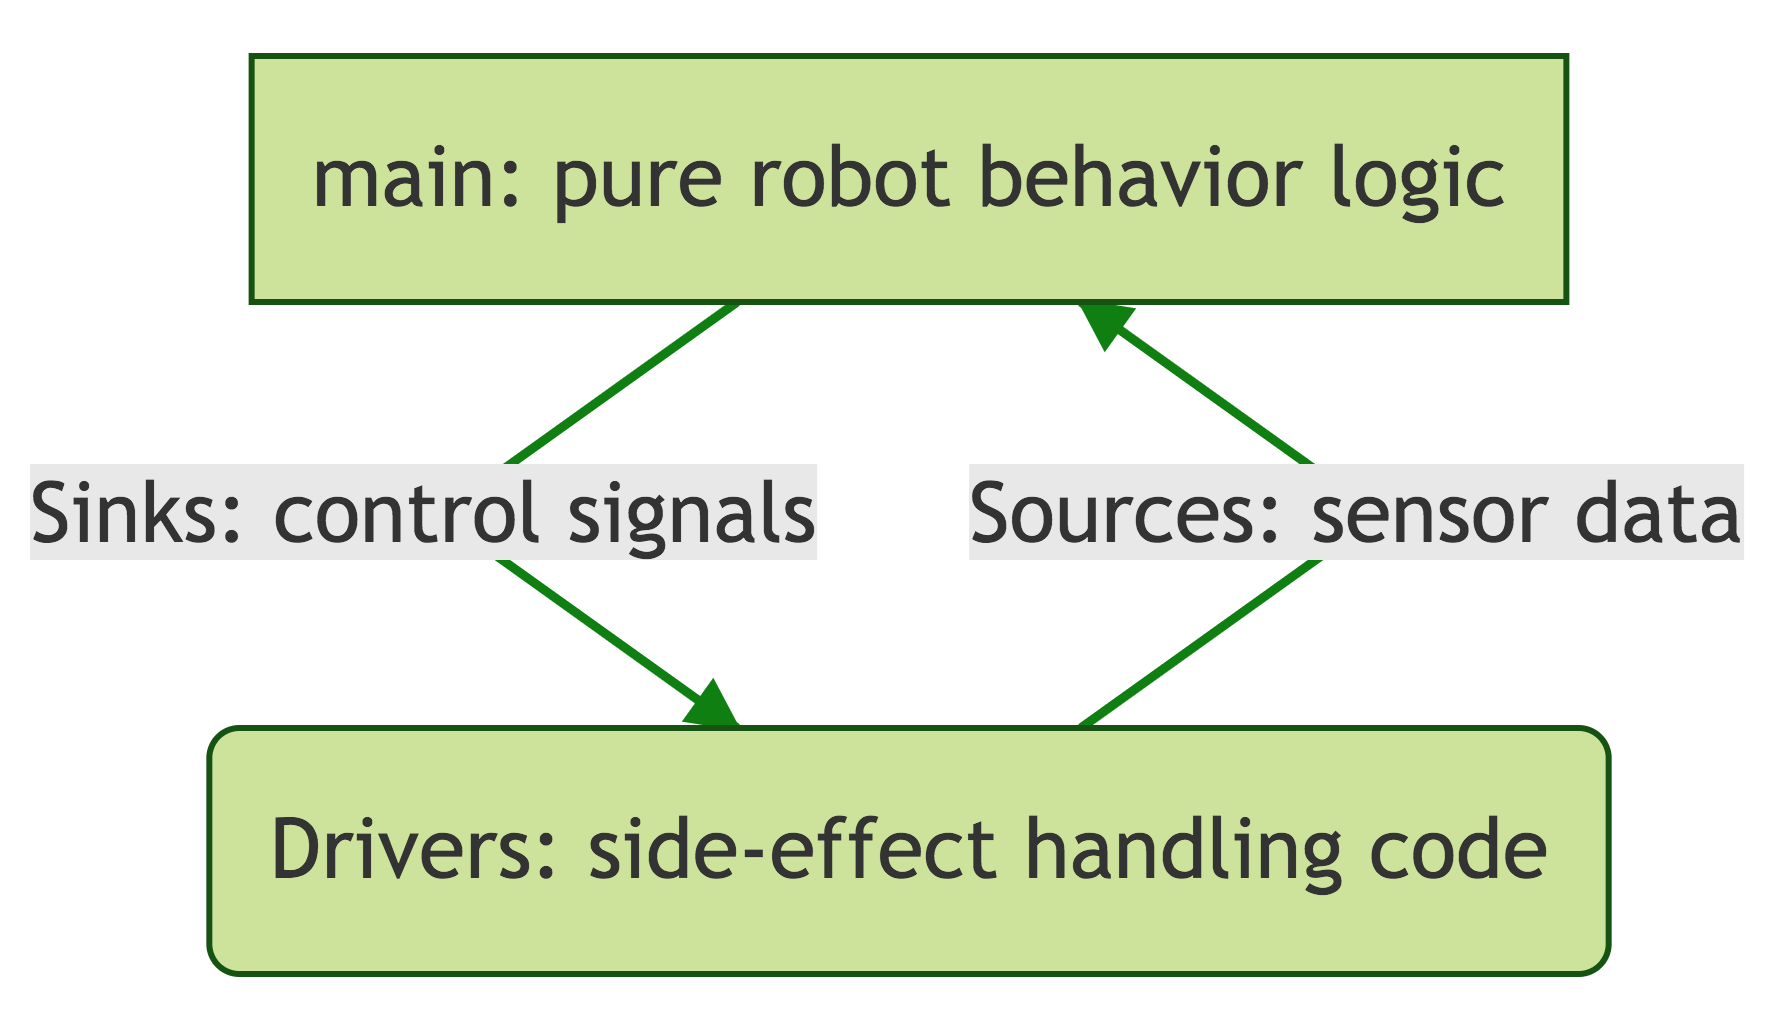 main: pure robot behavior logic
Sinks: control signals
Sources: sensor data
Drivers: side-effect handling code